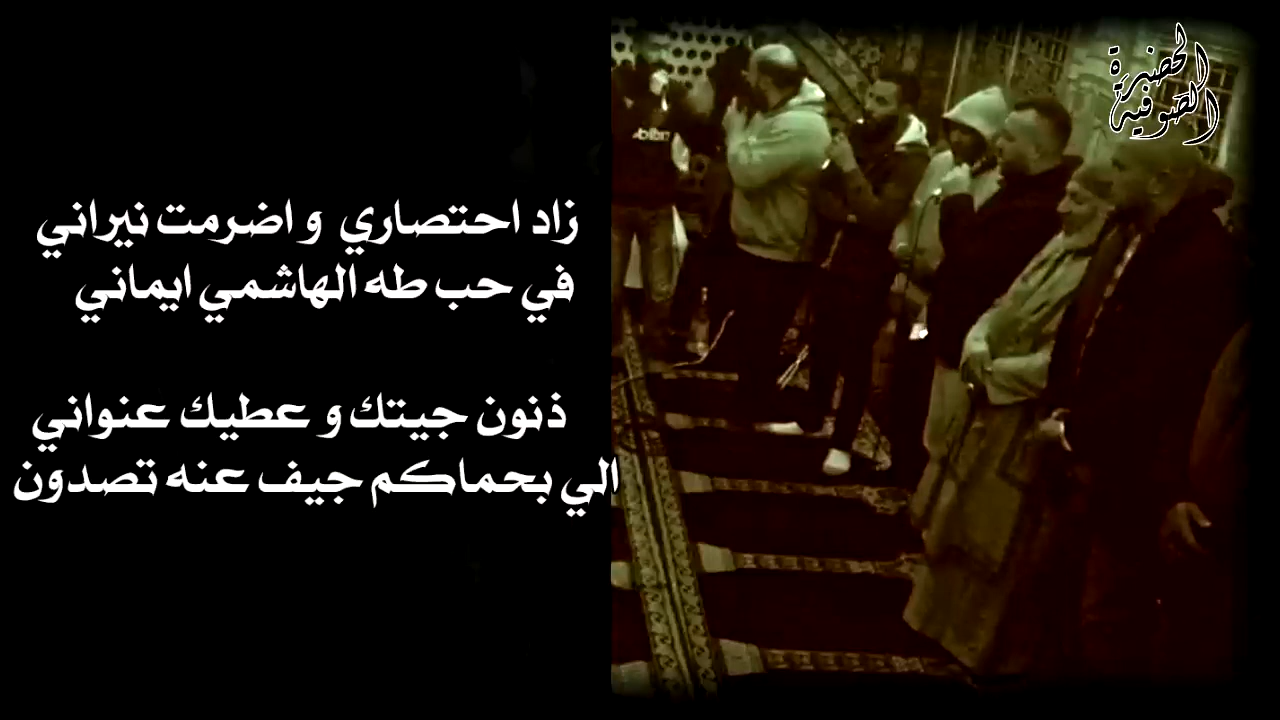 الحضرة
الصوفية
زاد احتصاري و اضرمت نيراني
في حب طه الهاشمي ايماني
ذنون جيتك و عطيك عنواني
الي بحماكم جيف عنه تصدون